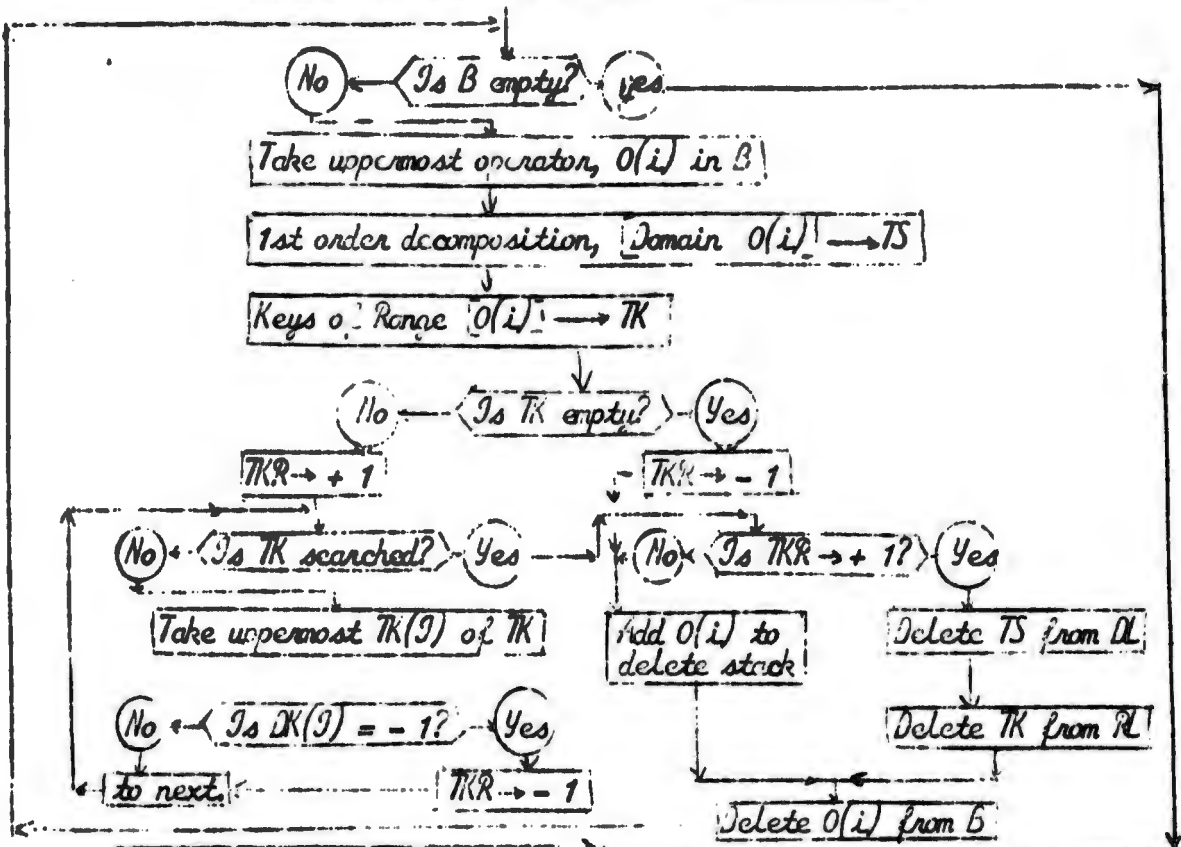 No
Is B empty?
Yes
Take uppermost operator, O(i) in B
1st order decomposition, Domain O(i) → TS
Keys of Range O(i) → TK
No
Is TK empty?
Yes
TKR → + 1
TKR → - 1
No
Is TK searched?
Yes
No
Is TKR → + 1?
Yes
Take uppermost TK(I) of TK
Add O(i) to
delete stack
Delete TS from DL
No
Is DK(I) = - 1?
Yes
Delete TK from RL
to next.
TKR → - 1
Delete O(i) from B